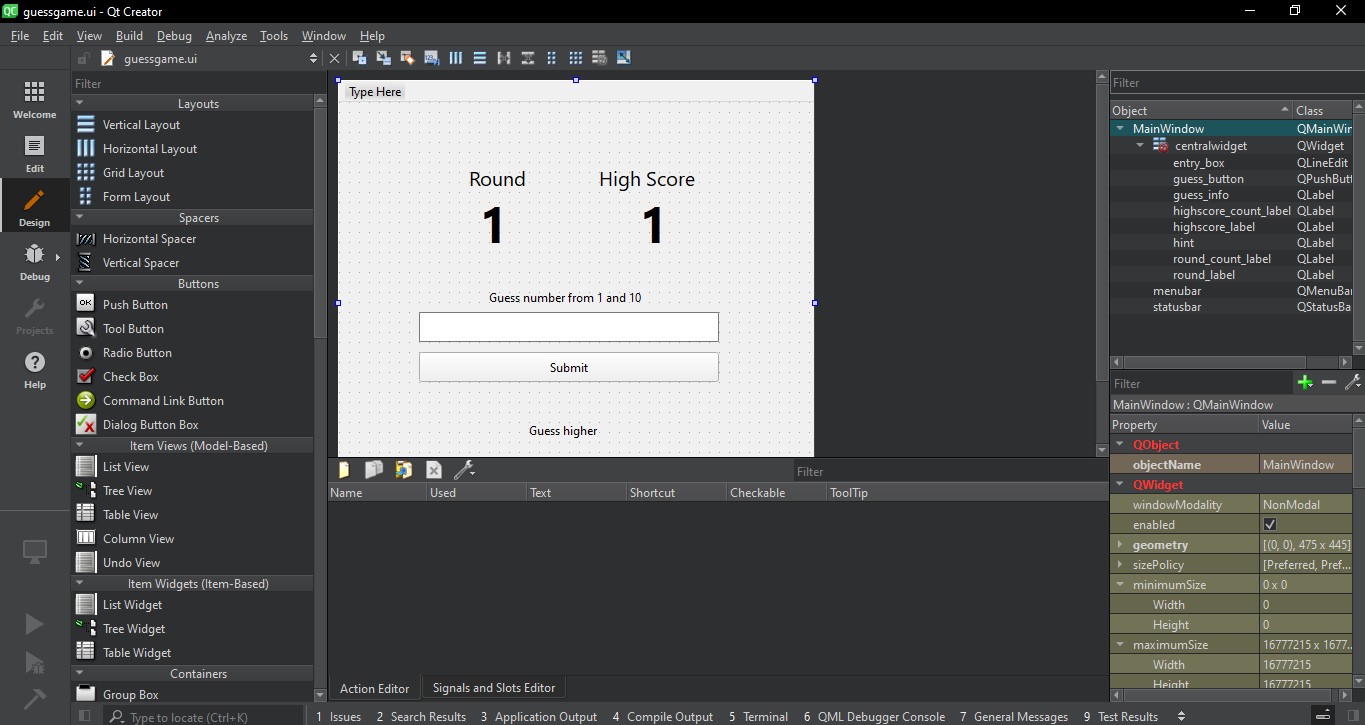 QC guessgame.ui - Qt Creator
File Edit View Build Debug Analyze Tools Window Help
guessgame.ui
Welcome
Edit
Design
Debug
Projects
Help
Filter
Layouts
Vertical Layout
Horizontal Layout
Grid Layout
Form Layout
Spacers
Horizontal Spacer
Vertical Spacer
Buttons
OK Push Button
Tool Button
Radio Button
Check Box
Command Link Button
Dialog Button Box
Item Views (Model-Based)
List View
Tree View
Table View
Column View
Undo View
Item Widgets (Item-Based)
List Widget
Tree Widget
Table Widget
Containers
Group Box
Type Here
Round High Score
1 1
Guess number from 1 and 10
Submit
Guess higher
Filter
Name Used Text Shortcut Checkable ToolTip
Action Editor Signals and Slots Editor
Filter
Object Class
MainWindow QMainWir
centralwidget QWidget
entry_box QLineEdit
guess_button QPushButt
guess_info QLabel
highscore_count_label QLabel
highscore_label QLabel
hint QLabel
round_count_label QLabel
round_label QLabel
menubar QMenuBar
statusbar QStatusBa
Filter
MainWindow : QMainWindow
Property Value
QObject
objectName MainWindow
QWidget
windowModality NonModal
enabled
geometry [(0, 0), 475 x 445]
sizePolicy [Preferred, Pref...
minimumSize 0 x 0
Width 0
Height 0
maximumSize 16777215 x 1677...
Width 16777215
Height 16777215
Type to locate (Ctrl+K) 1 Issues 2 Search Results 3 Application Output 4 Compile Output 5 Terminal 6 QML Debugger Console 7 General Messages 9 Test Results